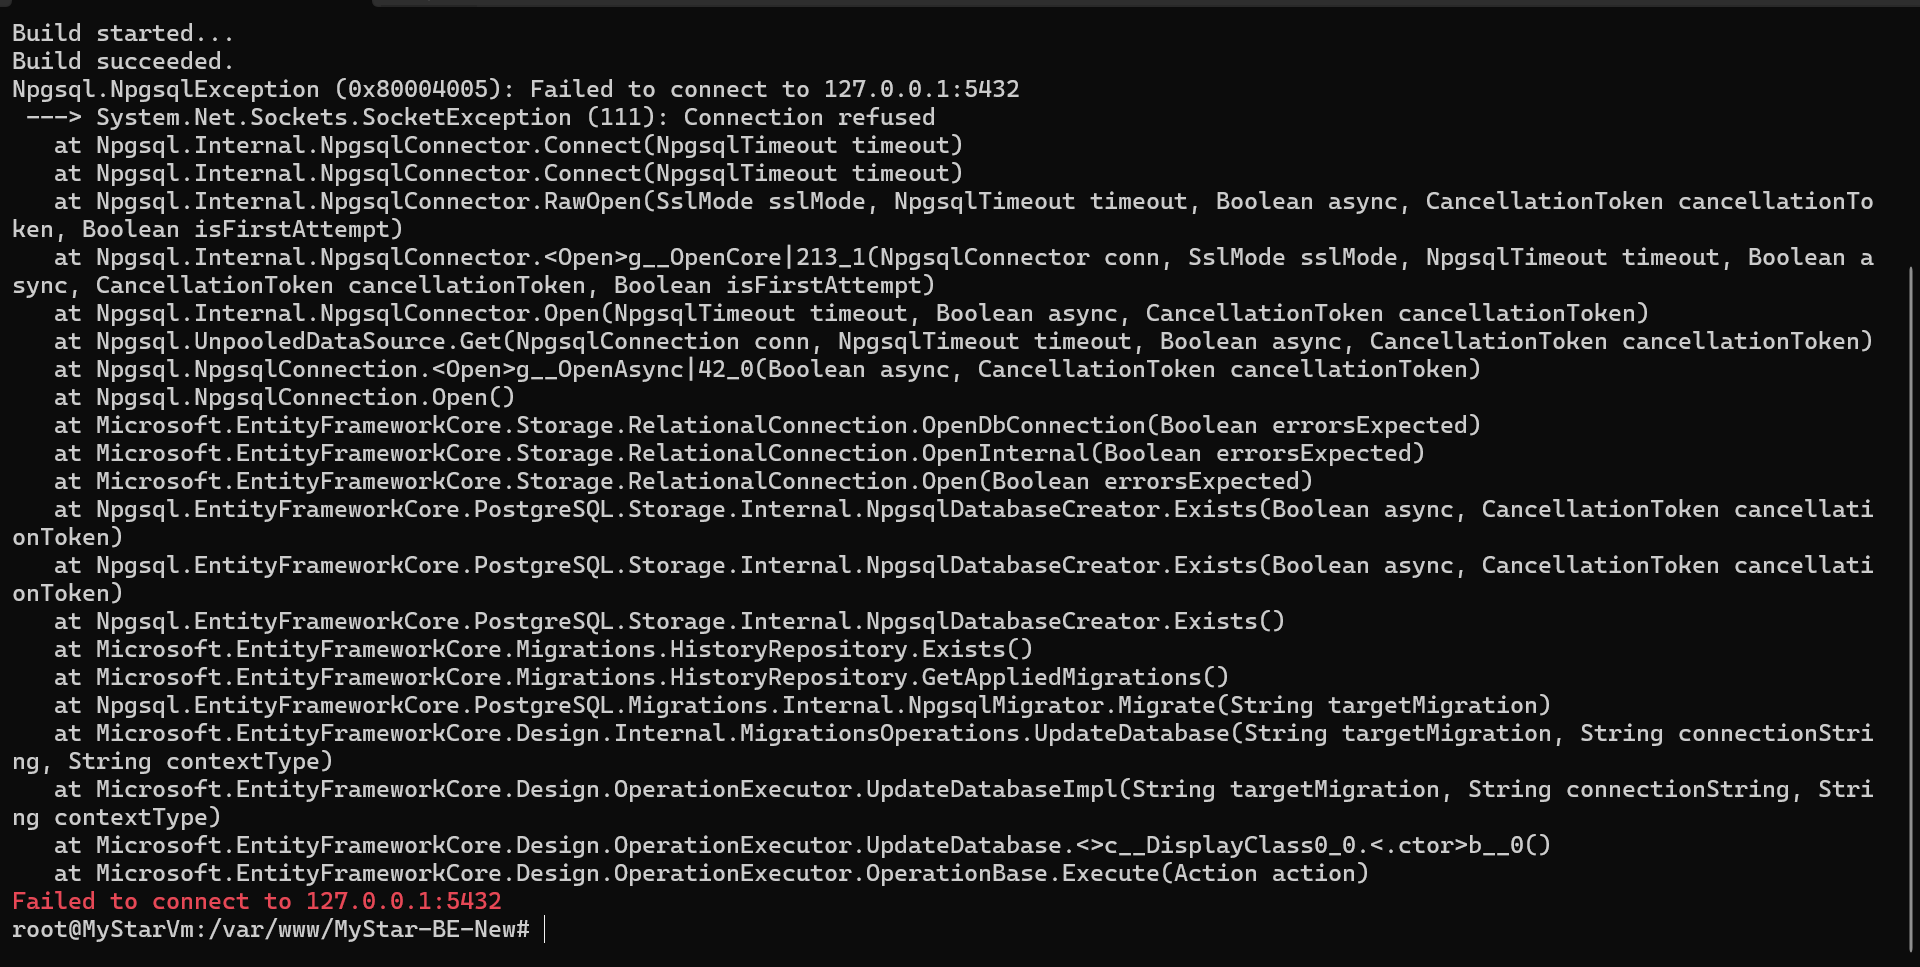 Build started...
Build succeeded.
Npgsql.NpgsqlException (0x80004005): Failed to connect to 127.0.0.1:5432
 ---> System.Net.Sockets.SocketException (111): Connection refused
   at Npgsql.Internal.NpgsqlConnector.Connect(NpgsqlTimeout timeout)
   at Npgsql.Internal.NpgsqlConnector.Connect(NpgsqlTimeout timeout)
   at Npgsql.Internal.NpgsqlConnector.RawOpen(SslMode sslMode, NpgsqlTimeout timeout, Boolean async, CancellationToken cancellationTo
ken, Boolean isFirstAttempt)
   at Npgsql.Internal.NpgsqlConnector.<Open>g__OpenCore|213_1(NpgsqlConnector conn, SslMode sslMode, NpgsqlTimeout timeout, Boolean a
sync, CancellationToken cancellationToken, Boolean isFirstAttempt)
   at Npgsql.Internal.NpgsqlConnector.Open(NpgsqlTimeout timeout, Boolean async, CancellationToken cancellationToken)
   at Npgsql.UnpooledDataSource.Get(NpgsqlConnection conn, NpgsqlTimeout timeout, Boolean async, CancellationToken cancellationToken)
   at Npgsql.NpgsqlConnection.<Open>g__OpenAsync|42_0(Boolean async, CancellationToken cancellationToken)
   at Npgsql.NpgsqlConnection.Open()
   at Microsoft.EntityFrameworkCore.Storage.RelationalConnection.OpenDbConnection(Boolean errorsExpected)
   at Microsoft.EntityFrameworkCore.Storage.RelationalConnection.OpenInternal(Boolean errorsExpected)
   at Microsoft.EntityFrameworkCore.Storage.RelationalConnection.Open(Boolean errorsExpected)
   at Npgsql.EntityFrameworkCore.PostgreSQL.Storage.Internal.NpgsqlDatabaseCreator.Exists(Boolean async, CancellationToken cancellati
onToken)
   at Npgsql.EntityFrameworkCore.PostgreSQL.Storage.Internal.NpgsqlDatabaseCreator.Exists(Boolean async, CancellationToken cancellati
onToken)
   at Npgsql.EntityFrameworkCore.PostgreSQL.Storage.Internal.NpgsqlDatabaseCreator.Exists()
   at Microsoft.EntityFrameworkCore.Migrations.HistoryRepository.Exists()
   at Microsoft.EntityFrameworkCore.Migrations.HistoryRepository.GetAppliedMigrations()
   at Npgsql.EntityFrameworkCore.PostgreSQL.Migrations.Internal.NpgsqlMigrator.Migrate(String targetMigration)
   at Microsoft.EntityFrameworkCore.Design.Internal.MigrationsOperations.UpdateDatabase(String targetMigration, String connectionStri
ng, String contextType)
   at Microsoft.EntityFrameworkCore.Design.OperationExecutor.UpdateDatabaseImpl(String targetMigration, String connectionString, Stri
ng contextType)
   at Microsoft.EntityFrameworkCore.Design.OperationExecutor.UpdateDatabase.<>c__DisplayClass0_0.<.ctor>b__0()
   at Microsoft.EntityFrameworkCore.Design.OperationExecutor.OperationBase.Execute(Action action)
Failed to connect to 127.0.0.1:5432
root@MyStarVm:/var/www/MyStar-BE-New#